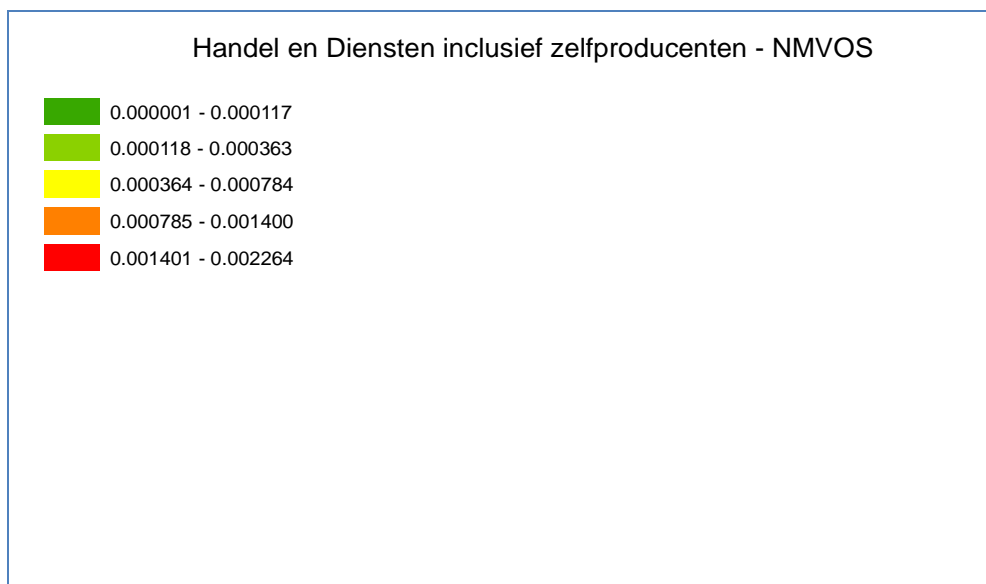 Handel en Diensten inclusief zelfproducenten - NMVOS
0.000001 - 0.000117
0.000118 - 0.000363
0.000364 - 0.000784
0.000785 - 0.001400
0.001401 - 0.002264